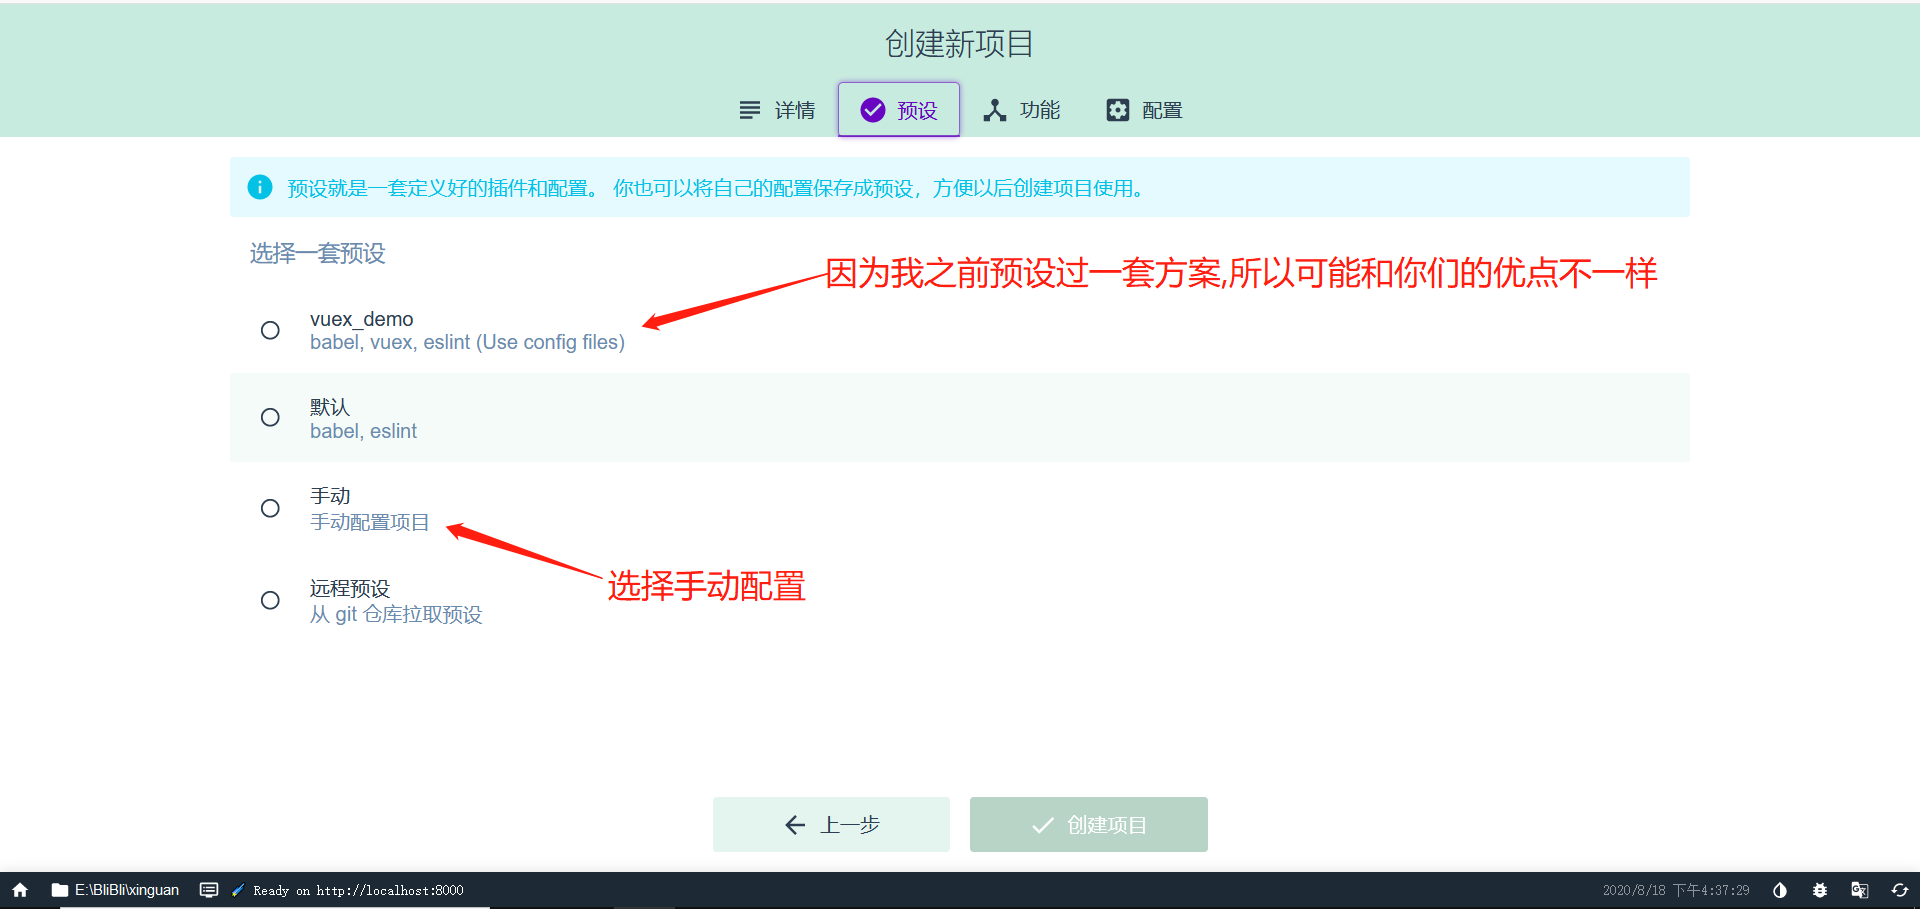 创建新项目
详情
预设
功能
配置
预设就是一套定义好的插件和配置。 你也可以将自己的配置保存成预设，方便以后创建项目使用。
选择一套预设
因为我之前预设过一套方案,所以可能和你们的优点不一样
vuex_demo
babel, vuex, eslint (Use config files)
默认
babel, eslint
手动
手动配置项目
选择手动配置
远程预设
从 git 仓库拉取预设
上一步
创建项目
E:\BliBli\xinguan
Ready on http://localhost:8000
2020/8/18 下午4:37:29